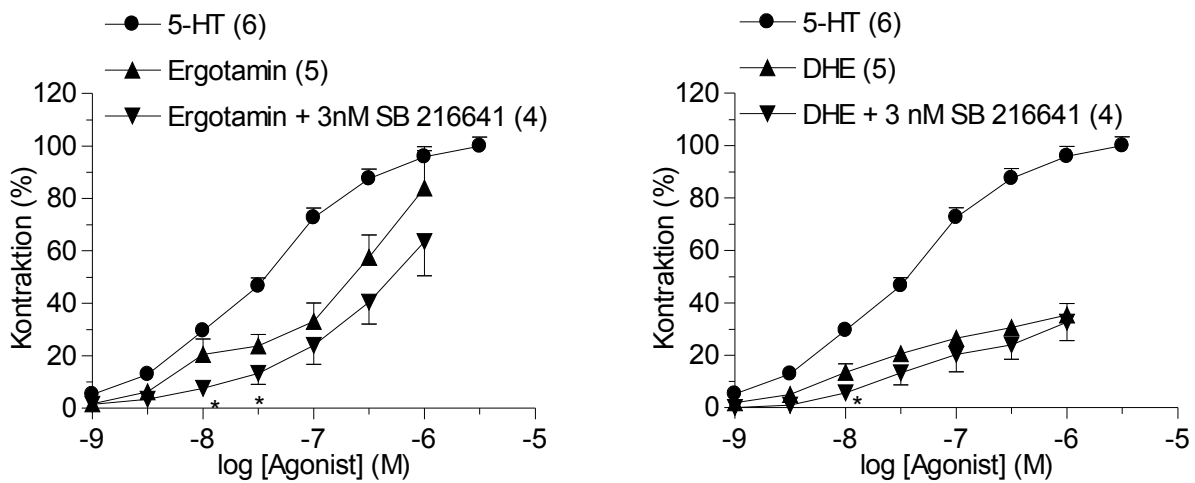 5-HT (6)
Ergotamin (5)
Ergotamin + 3nM SB 216641 (4)
Kontraktion (%)
120
100
80
60
40
20
0
* *
-9 -8 -7 -6 -5
log [Agonist] (M)
5-HT (6)
DHE (5)
DHE + 3 nM SB 216641 (4)
Kontraktion (%)
120
100
80
60
40
20
0
*
-9 -8 -7 -6 -5
log [Agonist] (M)